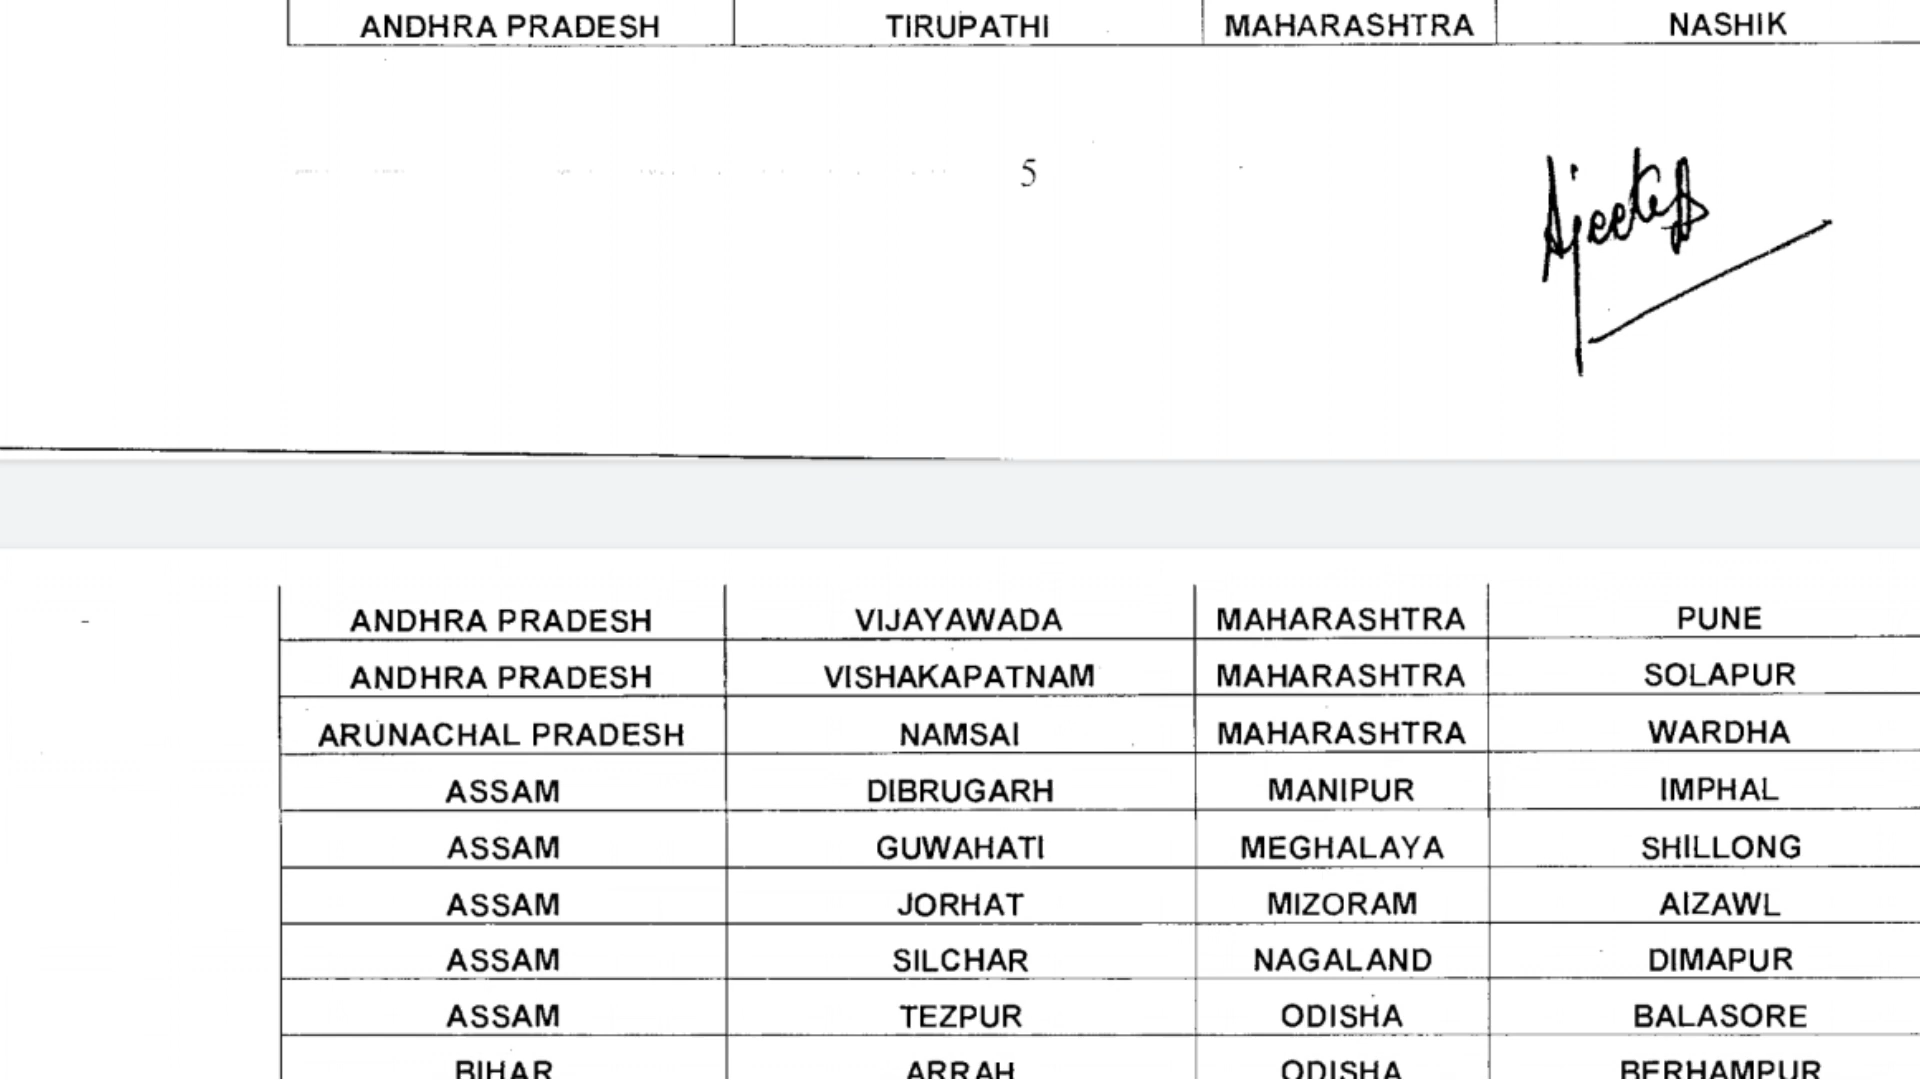 ANDHRA PRADESH TIRUPATHI MAHARASHTRA NASHIK
5
ANDHRA PRADESH VIJAYAWADA MAHARASHTRA PUNE
ANDHRA PRADESH VISHAKAPATNAM MAHARASHTRA SOLAPUR
ARUNACHAL PRADESH NAMSAI MAHARASHTRA WARDHA
ASSAM DIBRUGARH MANIPUR IMPHAL
ASSAM GUWAHATI MEGHALAYA SHILLONG
ASSAM JORHAT MIZORAM AIZAWL
ASSAM SILCHAR NAGALAND DIMAPUR
ASSAM TEZPUR ODISHA BALASORE
BIHAR ARRAH ODISHA BERHAMPUR